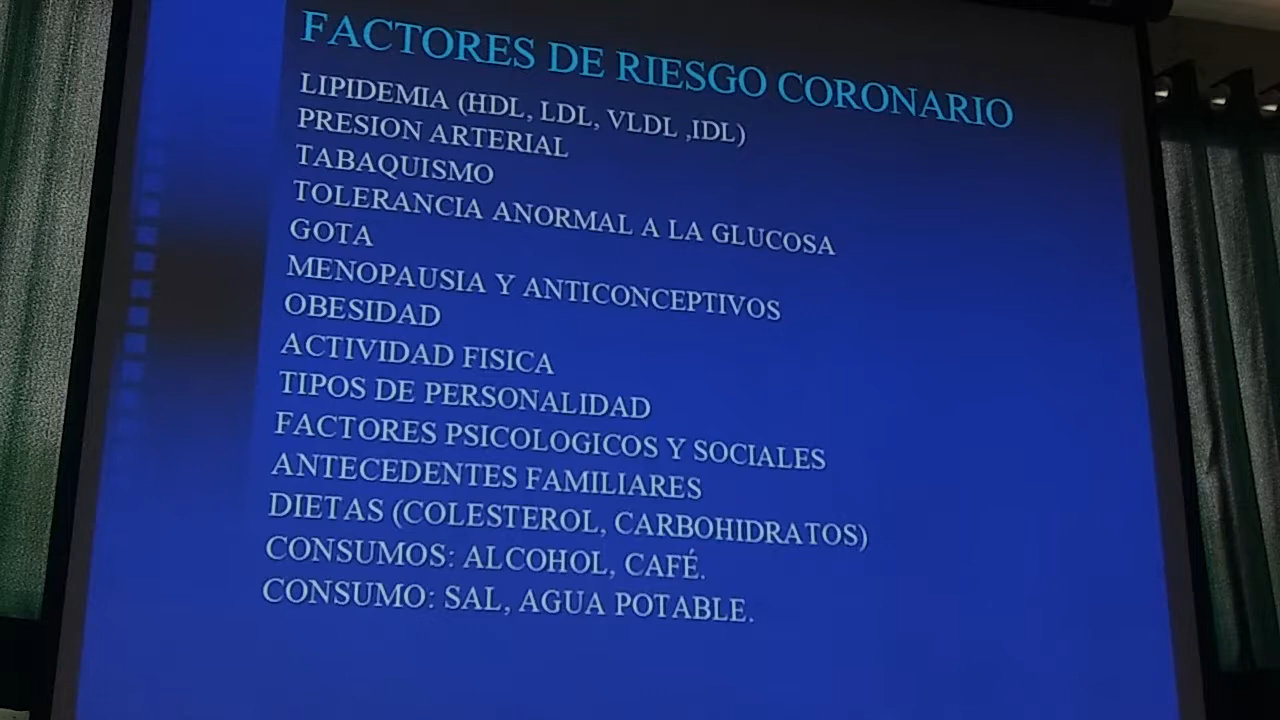 FACTORES DE RIESGO CORONARIO
LIPIDEMIA (HDL, LDL, VLDL ,IDL)
PRESION ARTERIAL
TABAQUISMO
TOLERANCIA ANORMAL A LA GLUCOSA
GOTA
MENOPAUSIA Y ANTICONCEPTIVOS
OBESIDAD
ACTIVIDAD FISICA
TIPOS DE PERSONALIDAD
FACTORES PSICOLOGICOS Y SOCIALES
ANTECEDENTES FAMILIARES
DIETAS (COLESTEROL, CARBOHIDRATOS)
CONSUMOS: ALCOHOL, CAFÉ.
CONSUMO: SAL, AGUA POTABLE.